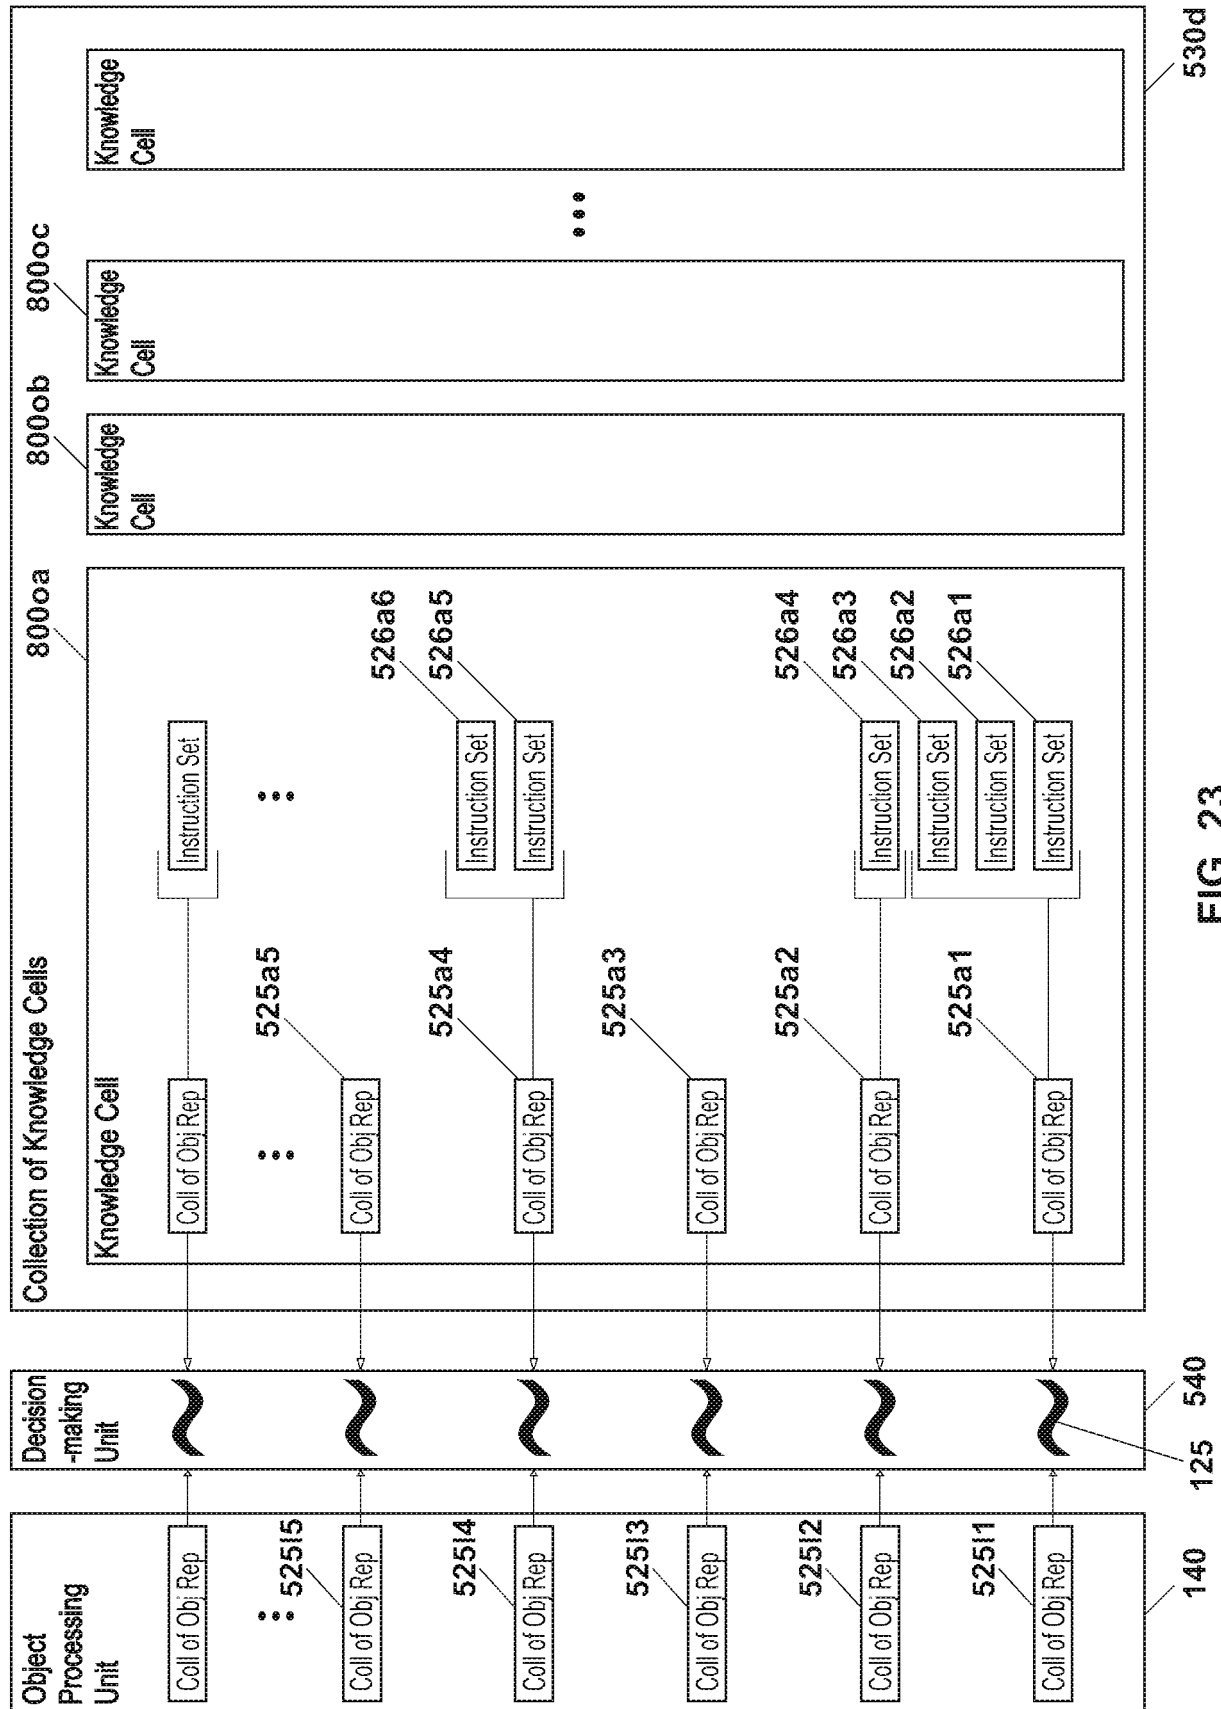 Object
Processing
Unit
Coll of Obj Rep
525l5
Coll of Obj Rep
525l4
Coll of Obj Rep
525l3
Coll of Obj Rep
525l2
Coll of Obj Rep
525l1
Coll of Obj Rep
140
Decision
-making
Unit
125
540
Collection of Knowledge Cells
Knowledge Cell
800oa
Coll of Obj Rep
525a5
Coll of Obj Rep
525a4
Coll of Obj Rep
525a3
Coll of Obj Rep
525a2
Coll of Obj Rep
525a1
Coll of Obj Rep
Instruction Set
526a6
Instruction Set
526a5
Instruction Set
526a4
Instruction Set
526a3
Instruction Set
526a2
Instruction Set
526a1
Instruction Set
800ob
Knowledge
Cell
800oc
Knowledge
Cell
Knowledge
Cell
530d
FIG. 23